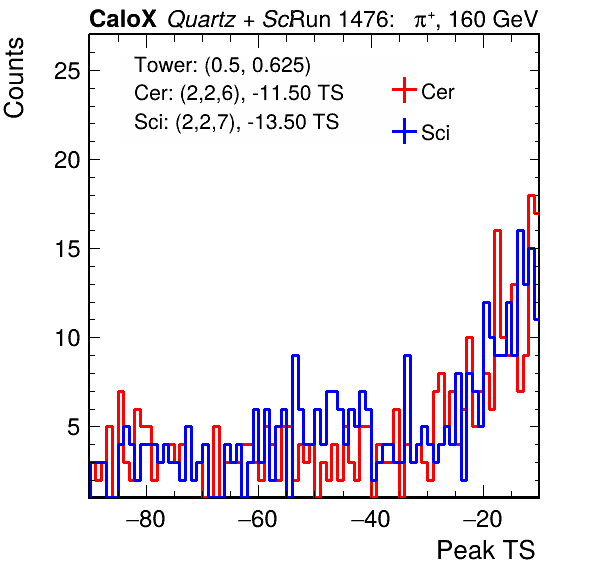 CaloX Quartz + Sci Run 1476: π+, 160 GeV
Tower: (0.5, 0.625)
Cer: (2,2,6), -11.50 TS
Sci: (2,2,7), -13.50 TS
Cer
Sci
Counts
25
20
15
10
5
−80 −60 −40 −20
Peak TS